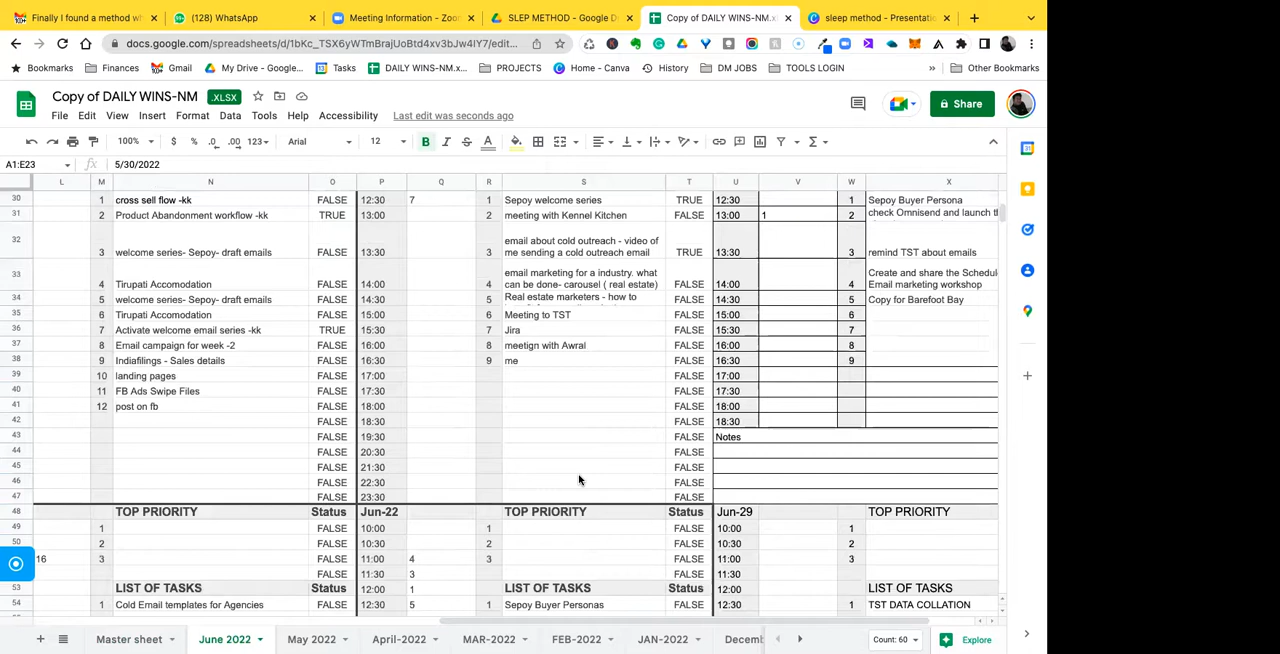 Finally I found a method wh
(128) WhatsApp
Meeting Information - Zoo
SLEP METHOD - Google D
Copy of DAILY WINS-NM.x
sleep method - Presentatio
docs.google.com/spreadsheets/d/1bKc_TSX6yWTmBrajUoBtd4xv3bJw4IY7/edit...
Bookmarks Finances Gmail My Drive - Google... Tasks DAILY WINS-NM.x... PROJECTS Home - Canva History DM JOBS TOOLS LOGIN » Other Bookmarks
Copy of DAILY WINS-NM .XLSX
File Edit View Insert Format Data Tools Help Accessibility Last edit was seconds ago
Share
100% $ % .0 .00 123 Arial 12 B I S A
A1:E23 fx 5/30/2022
L M N O P Q R S T U V W X
30 1 cross sell flow -kk FALSE 12:30 7 1 Sepoy welcome series TRUE 12:30 1 Sepoy Buyer Persona
31 2 Product Abandonment workflow -kk TRUE 13:00 2 meeting with Kennel Kitchen FALSE 13:00 1 2 check Omnisend and launch th
32 3 welcome series- Sepoy- draft emails FALSE 13:30 3 email about cold outreach - video of me sending a cold outreach email TRUE 13:30 3 remind TST about emails
33 4 Tirupati Accomodation FALSE 14:00 4 email marketing for a industry. what can be done- carousel ( real estate) FALSE 14:00 4 Create and share the Schedul Email marketing workshop
34 5 welcome series- Sepoy- draft emails FALSE 14:30 5 Real estate marketers - how to FALSE 14:30 5 Copy for Barefoot Bay
35 6 Tirupati Accomodation FALSE 15:00 6 Meeting to TST FALSE 15:00 6
36 7 Activate welcome email series -kk TRUE 15:30 7 Jira FALSE 15:30 7
37 8 Email campaign for week -2 FALSE 16:00 8 meetign with Awral FALSE 16:00 8
38 9 Indiafilings - Sales details FALSE 16:30 9 me FALSE 16:30 9
39 10 landing pages FALSE 17:00 FALSE 17:00
40 11 FB Ads Swipe Files FALSE 17:30 FALSE 17:30
41 12 post on fb FALSE 18:00 FALSE 18:00
42 FALSE 18:30 FALSE 18:30
43 FALSE 19:30 FALSE Notes
44 FALSE 20:30 FALSE
45 FALSE 21:30 FALSE
46 FALSE 22:30 FALSE
47 FALSE 23:30 FALSE
48 TOP PRIORITY Status Jun-22 TOP PRIORITY Status Jun-29 TOP PRIORITY
49 1 FALSE 10:00 1 FALSE 10:00 1
50 2 FALSE 10:30 2 FALSE 10:30 2
16 3 FALSE 11:00 4 3 FALSE 11:00 3
FALSE 11:30 3 FALSE 11:30
53 LIST OF TASKS Status 12:00 1 LIST OF TASKS Status 12:00 LIST OF TASKS
54 1 Cold Email templates for Agencies FALSE 12:30 5 1 Sepoy Buyer Personas FALSE 12:30 1 TST DATA COLLATION
Master sheet June 2022 May 2022 April-2022 MAR-2022 FEB-2022 JAN-2022 Decemb Count: 60 Explore